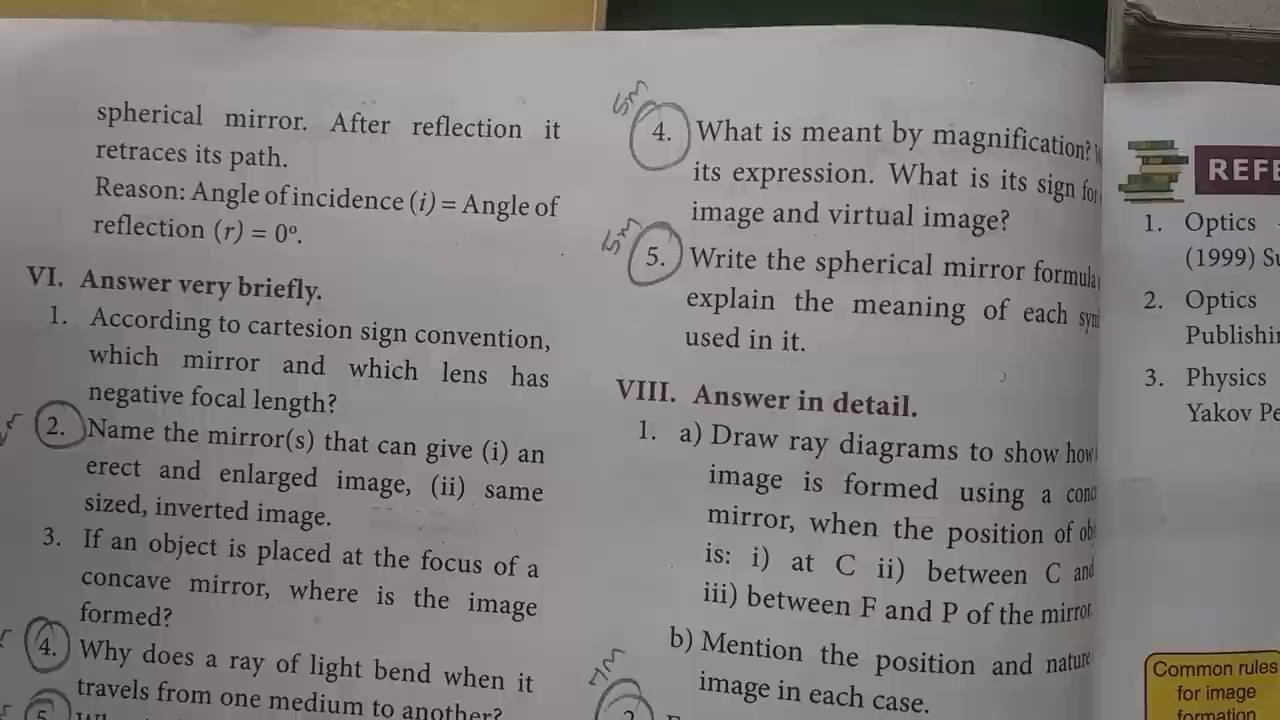 spherical mirror. After reflection it
retraces its path.
Reason: Angle of incidence (i) = Angle of
reflection (r) = 0°.
VI. Answer very briefly.
1. According to cartesion sign convention,
which mirror and which lens has
negative focal length?
2. Name the mirror(s) that can give (i) an
erect and enlarged image, (ii) same
sized, inverted image.
3. If an object is placed at the focus of a
concave mirror, where is the image
formed?
4. Why does a ray of light bend when it
travels from one medium to another?
5.
5M
4. What is meant by magnification?
its expression. What is its sign for
image and virtual image?
5M
5. Write the spherical mirror formula
explain the meaning of each
used in it.
VIII. Answer in detail.
1. a) Draw ray diagrams to show how
image is formed using a
mirror, when the position of
is: i) at C ii) between C and
iii) between F and P of the mirror.
b) Mention the position and nature
image in each case.
7M
2.
REFE
1. Optics
(1999)
2. Optics
3. Physics
Yakov
Common rules
for image
formation